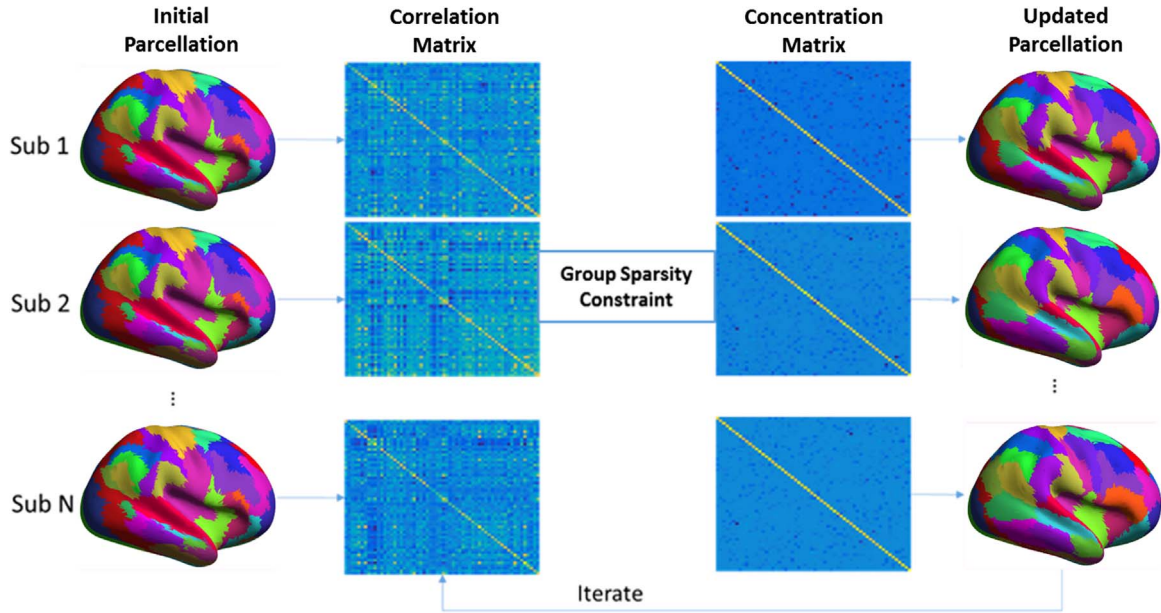 Initial
Parcellation
Correlation
Matrix
Concentration
Matrix
Updated
Parcellation
Sub 1
Sub 2
Group Sparsity
Constraint
⋮
⋮
Sub N
Iterate